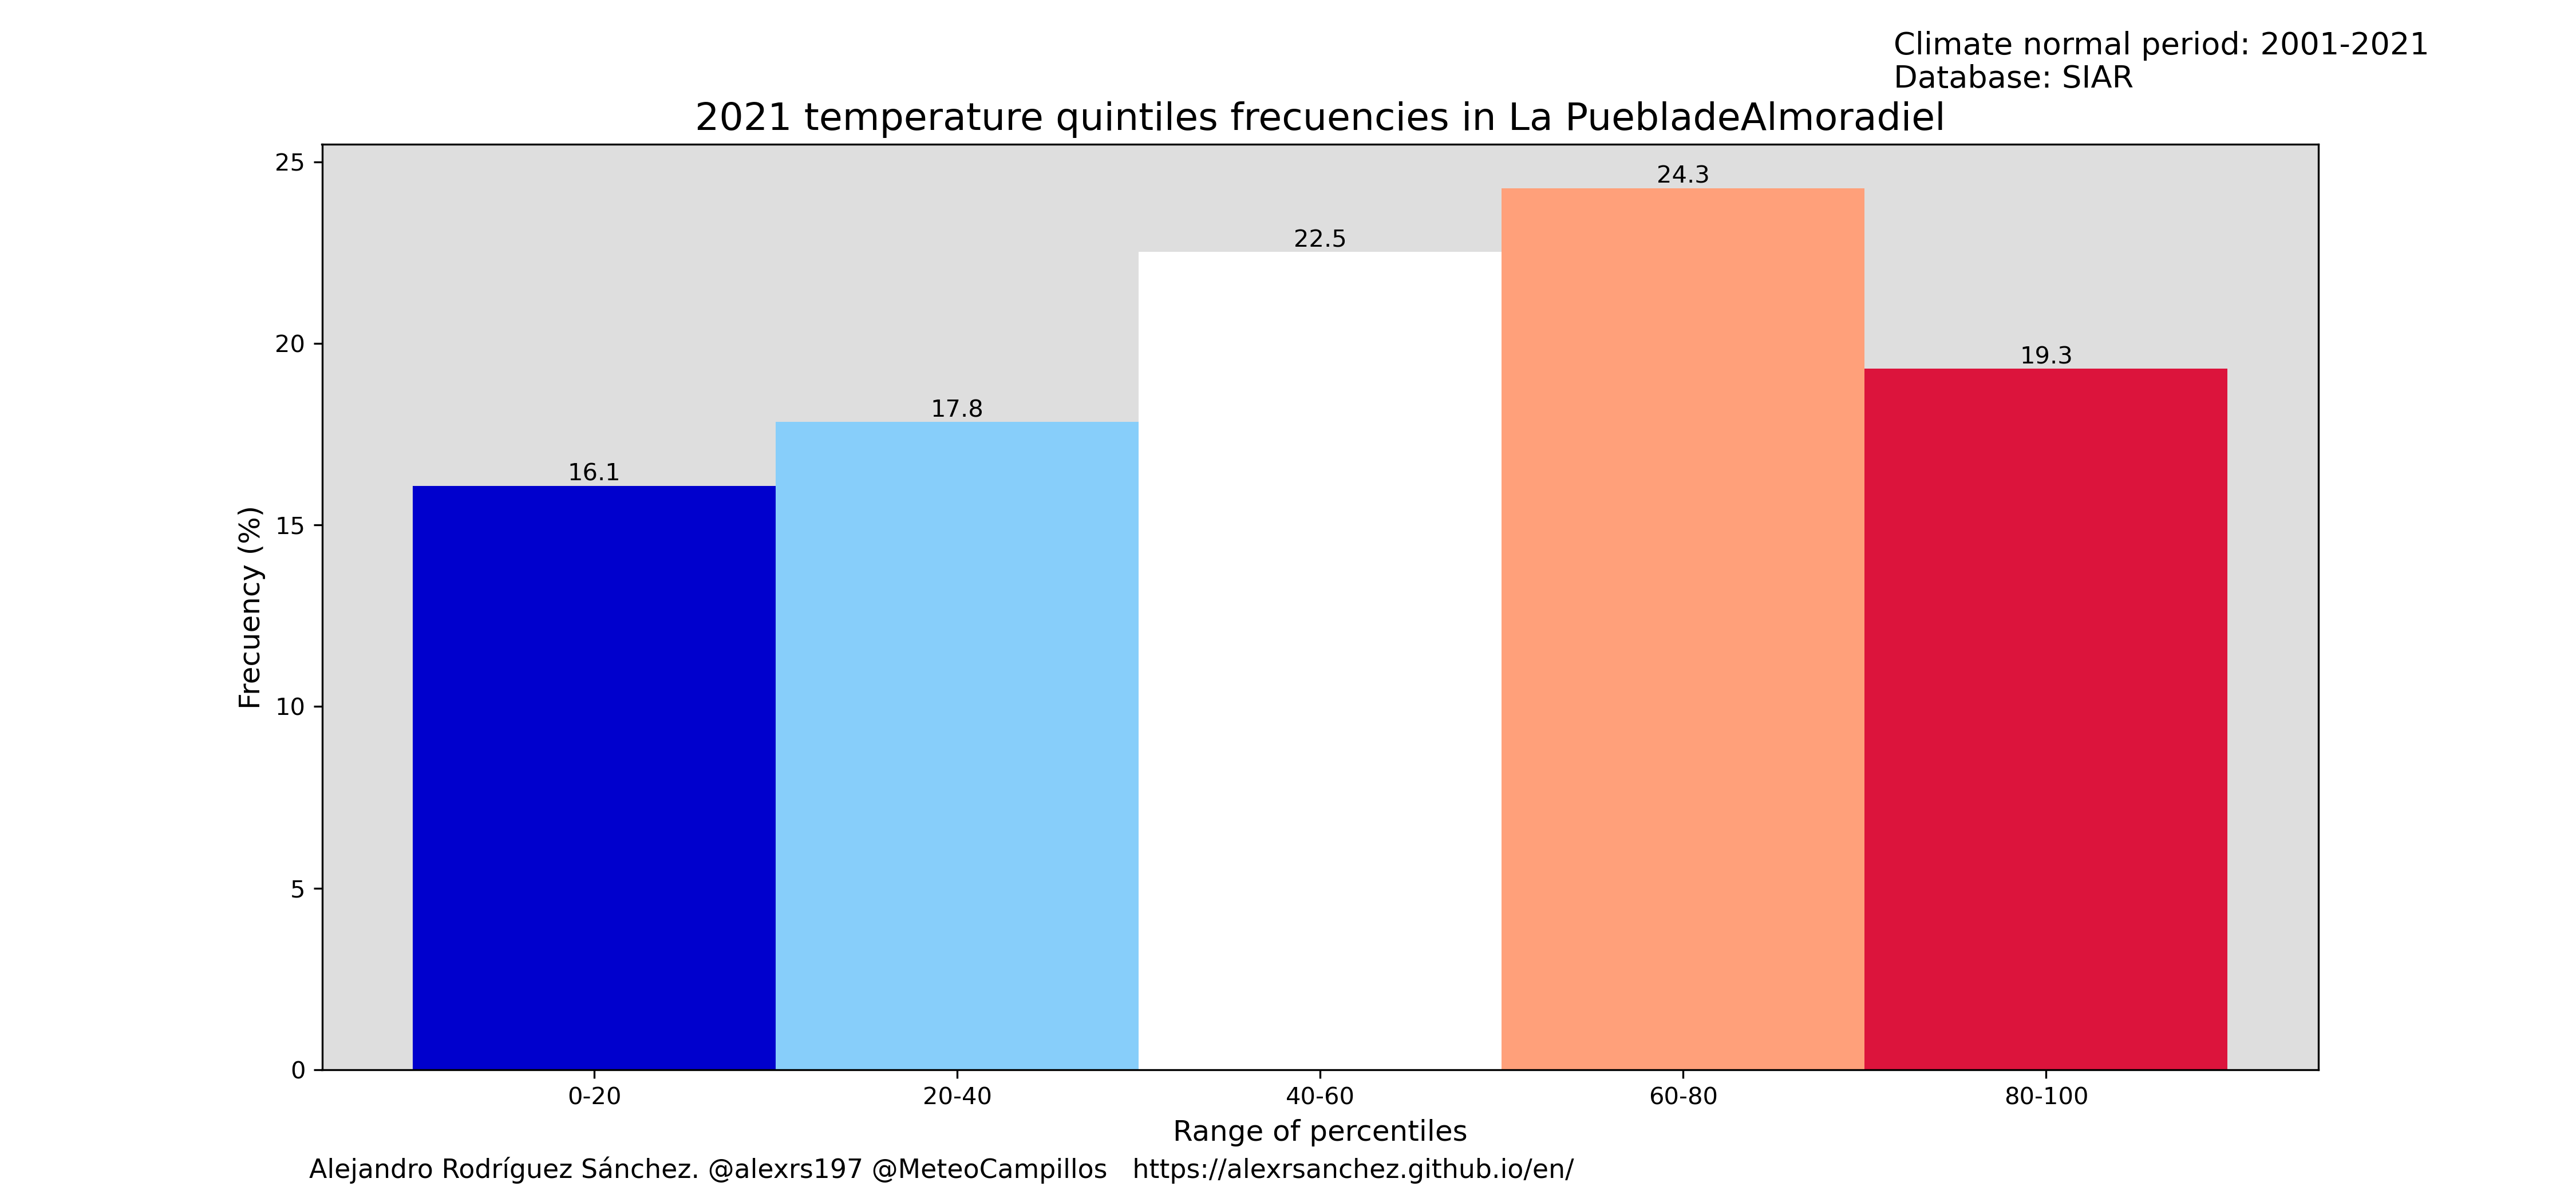 Climate normal period: 2001-2021
Database: SIAR
2021 temperature quintiles frecuencies in La PuebladeAlmoradiel
25
20
15
10
5
0
Frecuency (%)
16.1
17.8
22.5
24.3
19.3
0-20
20-40
40-60
60-80
80-100
Range of percentiles
Alejandro Rodríguez Sánchez. @alexrs197 @MeteoCampillos https://alexrsanchez.github.io/en/